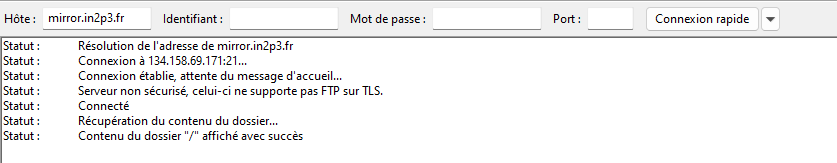 Hôte : mirror.in2p3.fr Identifiant : Mot de passe : Port : Connexion rapide
Statut : Résolution de l'adresse de mirror.in2p3.fr
Statut : Connexion à 134.158.69.171:21...
Statut : Connexion établie, attente du message d'accueil...
Statut : Serveur non sécurisé, celui-ci ne supporte pas FTP sur TLS.
Statut : Connecté
Statut : Récupération du contenu du dossier...
Statut : Contenu du dossier "/" affiché avec succès